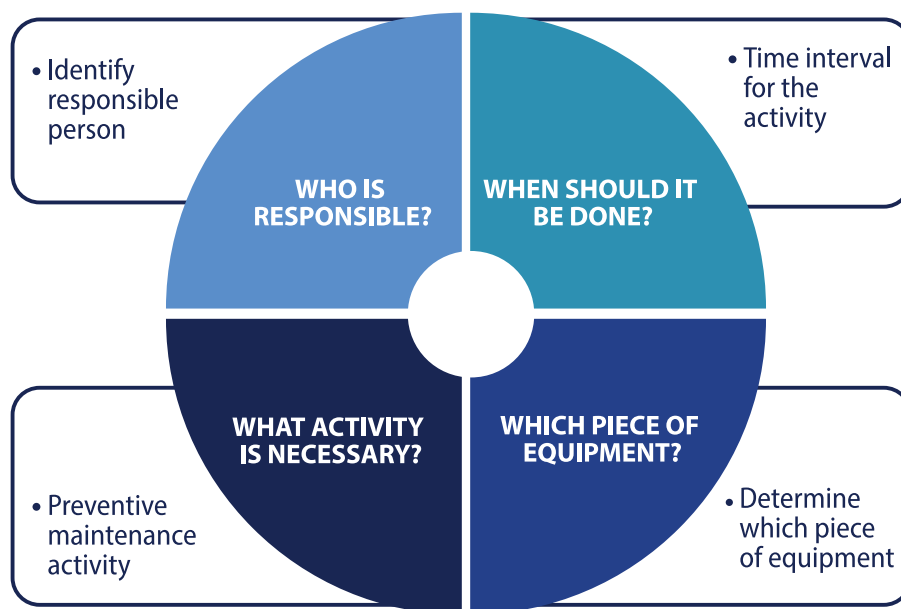 • Identify
responsible
person
WHO IS
RESPONSIBLE?
• Time interval
for the
activity
WHEN SHOULD IT
BE DONE?
WHAT ACTIVITY
IS NECESSARY?
• Preventive
maintenance
activity
WHICH PIECE OF
EQUIPMENT?
• Determine
which piece
of equipment